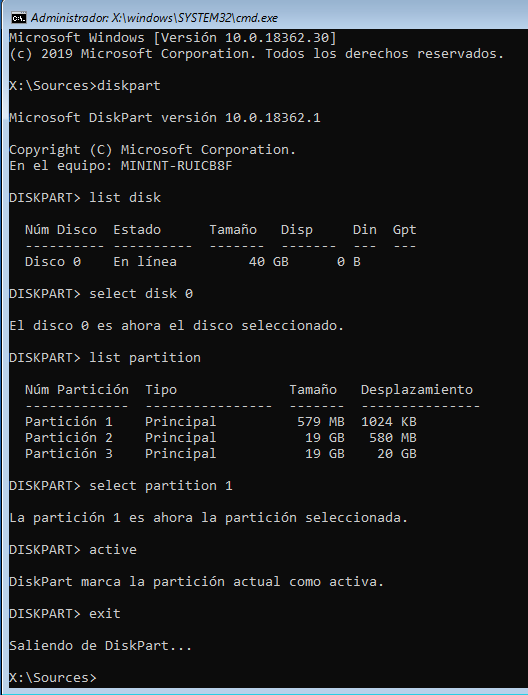 Administrador: X:\windows\SYSTEM32\cmd.exe
Microsoft Windows [Versión 10.0.18362.30]
(c) 2019 Microsoft Corporation. Todos los derechos reservados.
X:\Sources>diskpart
Microsoft DiskPart versión 10.0.18362.1
Copyright (C) Microsoft Corporation.
En el equipo: MININT-RUICB8F
DISKPART> list disk
  Núm Disco  Estado      Tamaño   Disp     Din  Gpt
  ---------- ----------  -------  -------  ---  ---
  Disco 0    En línea         40 GB      0 B
DISKPART> select disk 0
El disco 0 es ahora el disco seleccionado.
DISKPART> list partition
  Núm Partición  Tipo              Tamaño   Desplazamiento
  -------------  ----------------  -------  ---------------
  Partición 1    Principal          579 MB  1024 KB
  Partición 2    Principal           19 GB   580 MB
  Partición 3    Principal           19 GB    20 GB
DISKPART> select partition 1
La partición 1 es ahora la partición seleccionada.
DISKPART> active
DiskPart marca la partición actual como activa.
DISKPART> exit
Saliendo de DiskPart...
X:\Sources>